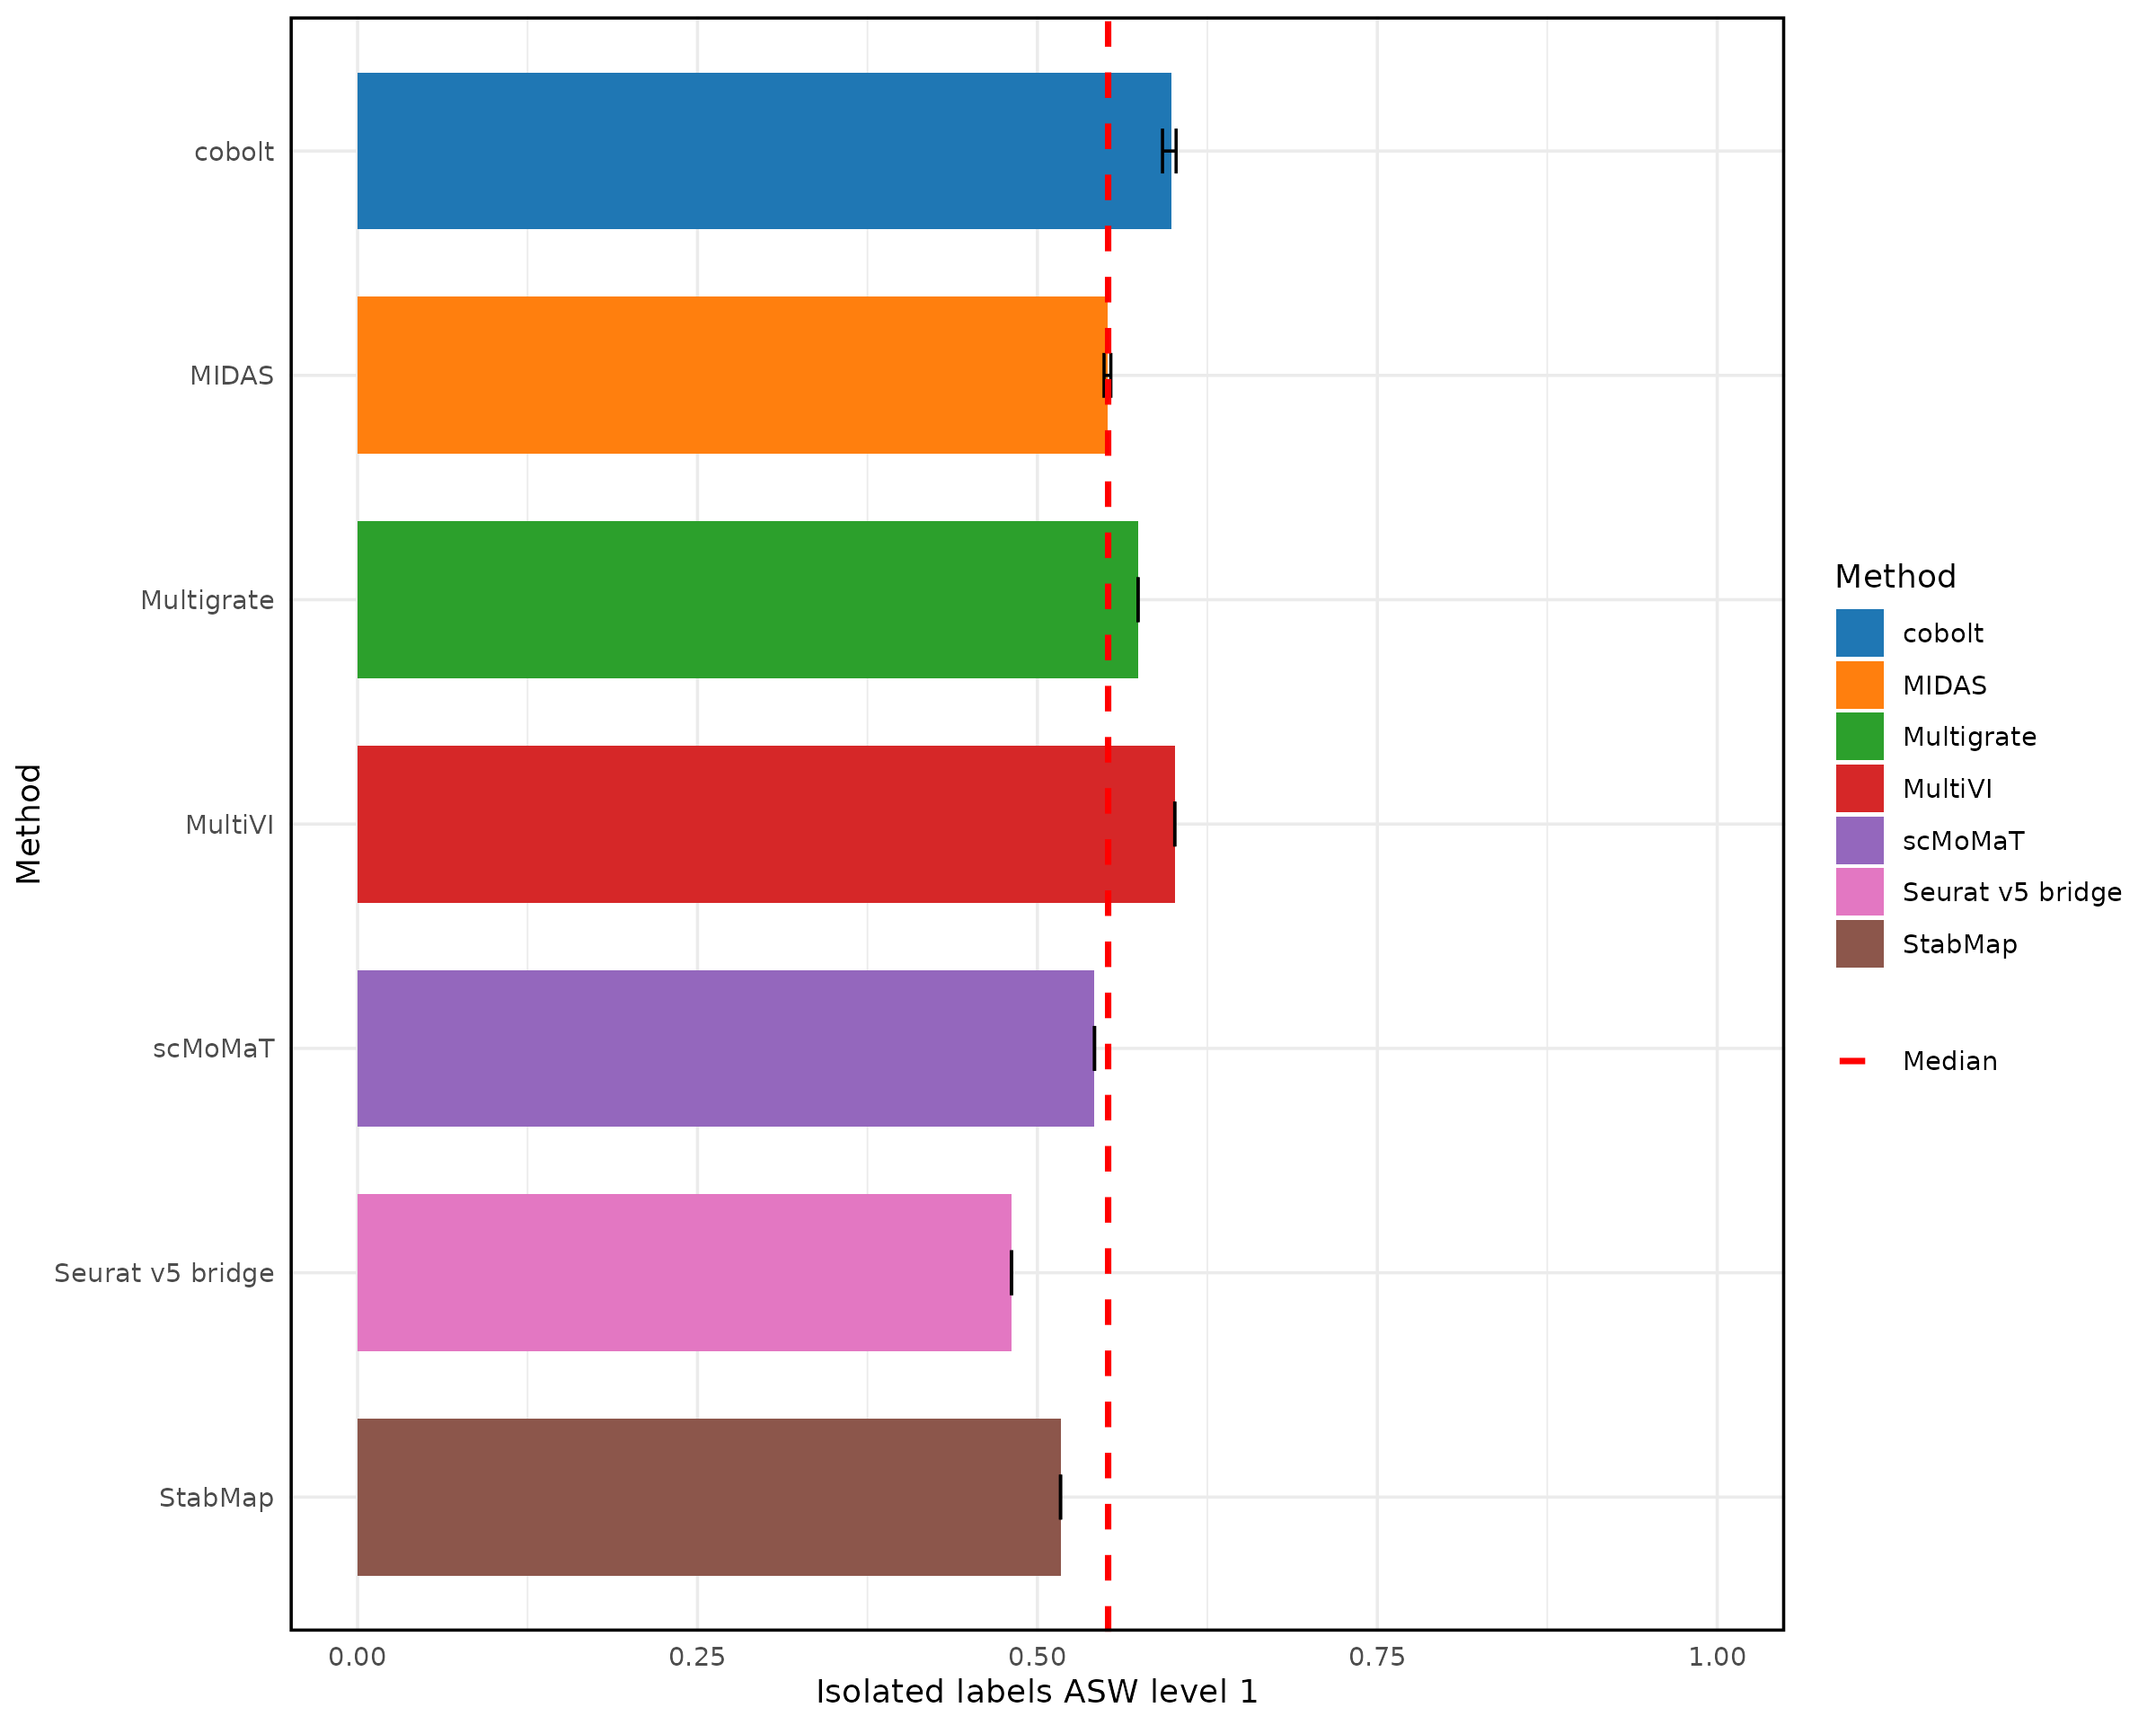 cobolt
MIDAS
Multigrate
MultiVI
scMoMaT
Seurat v5 bridge
StabMap
Method
0.00
0.25
0.50
0.75
1.00
Isolated labels ASW level 1
Method
cobolt
MIDAS
Multigrate
MultiVI
scMoMaT
Seurat v5 bridge
StabMap
Median